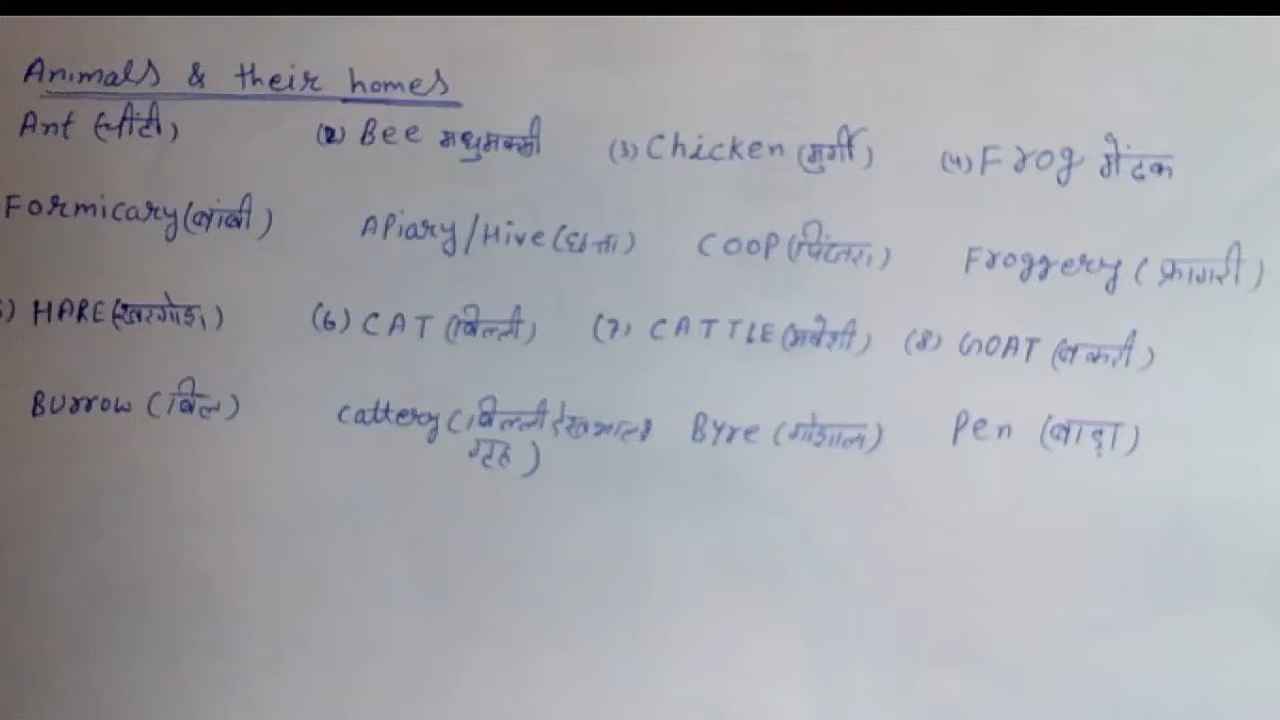 Animals & their homes
Ant (चींटी) (2) Bee मधुमक्खी (3) Chicken (मुर्गी) (4) Frog मेंढक
Formicary (बांबी) Apiary/Hive (छत्ता) COOP (पिंजरा) Froggery (फ्रागरी)
) HARE (खरगोश) (6) CAT (बिल्ली) (7) CATTLE (मवेशी) (8) GOAT (बकरी)
Burrow (बिल) Cattery (बिल्ली देखभाल Byre (गोशाल) Pen (बाड़ा)
गृह)